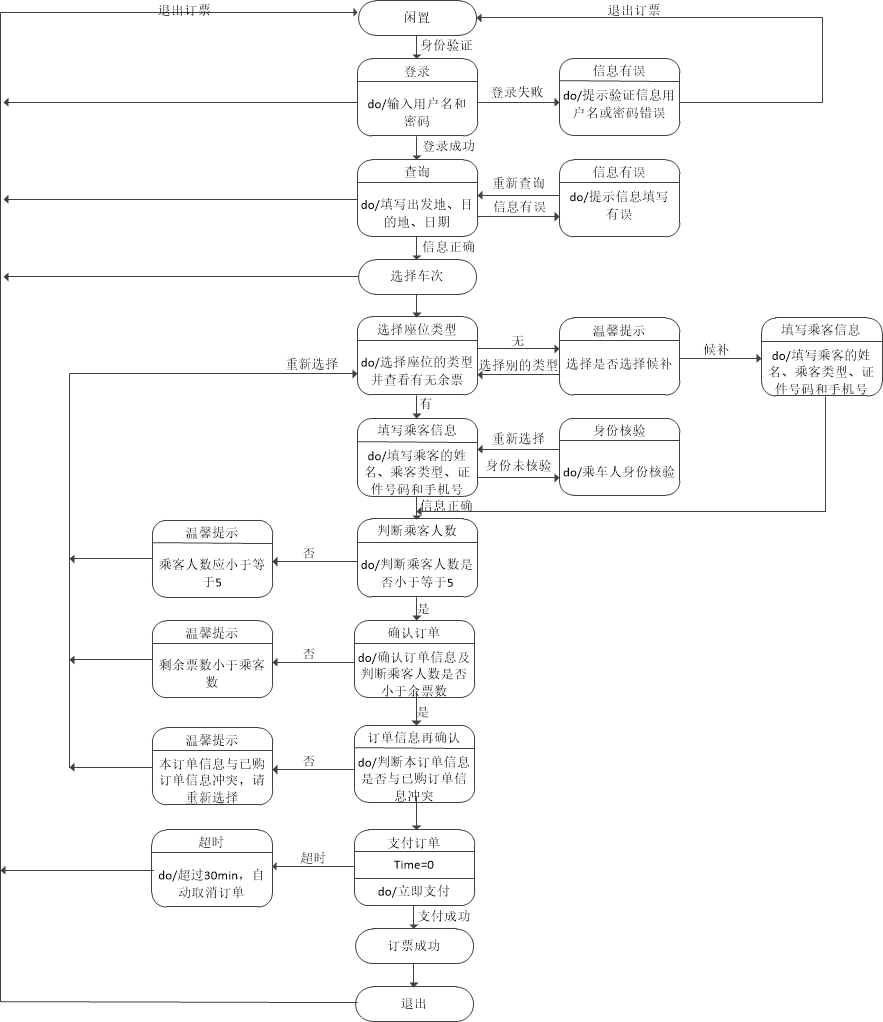 退出订票
闲置
退出订票
身份验证
登录
do/输入用户名和
密码
登录失败
信息有误
do/提示验证信息用
户名或密码错误
登录成功
查询
do/填写出发地、目
的地、日期
重新查询
信息有误
信息有误
do/提示信息填写
有误
信息正确
选择车次
选择座位类型
do/选择座位的类型
并查看有无余票
无
选择别的类型
温馨提示
选择是否选择候补
候补
填写乘客信息
do/填写乘客的姓
名、乘客类型、证
件号码和手机号
重新选择
有
填写乘客信息
do/填写乘客的姓
名、乘客类型、证
件号码和手机号
重新选择
身份未核验
身份核验
do/乘车人身份核验
信息正确
判断乘客人数
do/判断乘客人数是
否小于等于5
否
温馨提示
乘客人数应小于等
于5
是
确认订单
do/确认订单信息及
判断乘客人数是否
小于余票数
否
温馨提示
剩余票数小于乘客
数
是
订单信息再确认
do/判断本订单信息
是否与已购订单信
息冲突
否
温馨提示
本订单信息与已购
订单信息冲突，请
重新选择
支付订单
Time=0
do/立即支付
超时
超时
do/超过30min，自
动取消订单
支付成功
订票成功
退出